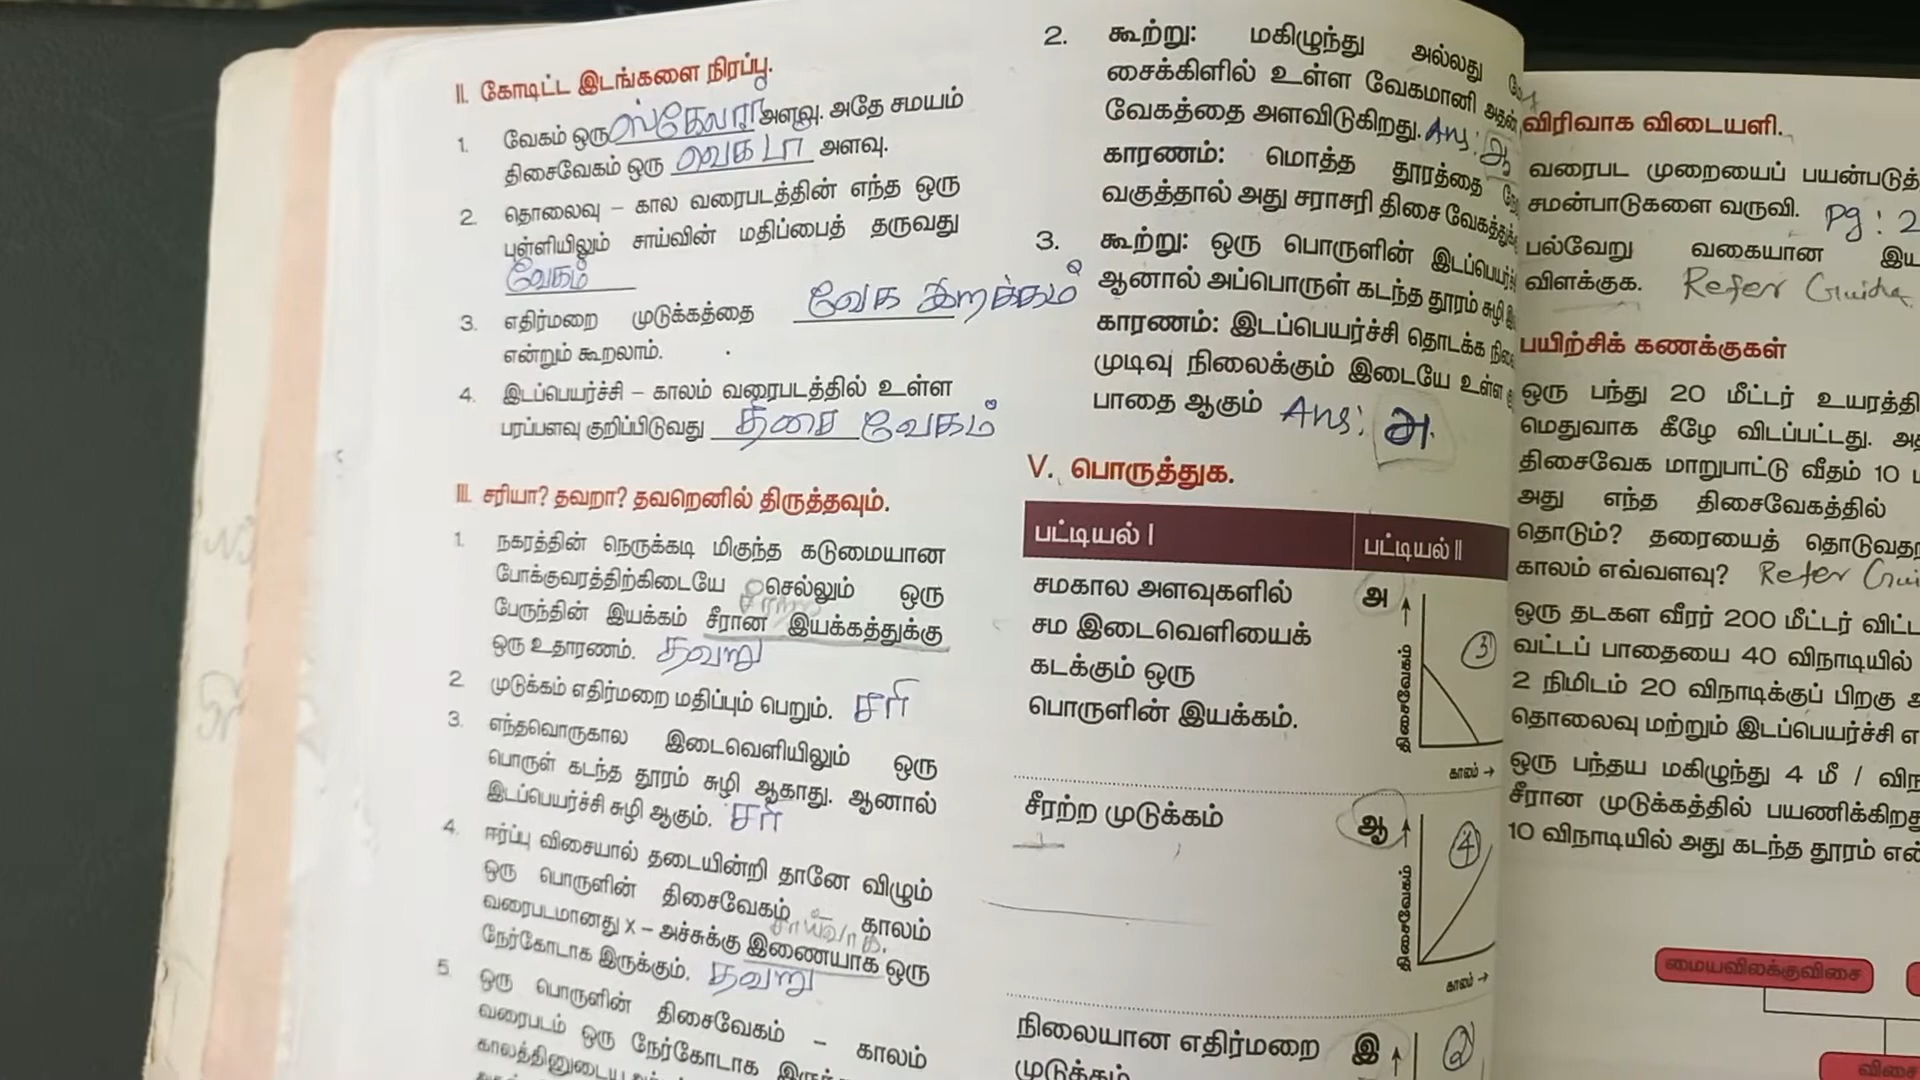 II. கோடிட்ட இடங்களை நிரப்பு.
1. வேகம் ஒரு ஸ்கேலார் அளவு. அதே சமயம்
திசைவேகம் ஒரு வெக்டர் அளவு.
2. தொலைவு – கால வரைபடத்தின் எந்த ஒரு
புள்ளியிலும் சாய்வின் மதிப்பைத் தருவது
வேகம்
3. எதிர்மறை முடுக்கத்தை வேக இறக்கம்
என்றும் கூறலாம்.
4. இடப்பெயர்ச்சி – காலம் வரைபடத்தில் உள்ள
பரப்பளவு குறிப்பிடுவது திசை வேகம்
III. சரியா? தவறா? தவறெனில் திருத்தவும்.
1. நகரத்தின் நெருக்கடி மிகுந்த கடுமையான
போக்குவரத்திற்கிடையே செல்லும் ஒரு
சீரற்ற
பேருந்தின் இயக்கம் சீரான இயக்கத்துக்கு
ஒரு உதாரணம். தவறு
2. முடுக்கம் எதிர்மறை மதிப்பும் பெறும். சரி
3. எந்தவொருகால இடைவெளியிலும் ஒரு
பொருள் கடந்த தூரம் சுழி ஆகாது. ஆனால்
இடப்பெயர்ச்சி சுழி ஆகும். சரி
4. ஈர்ப்பு விசையால் தடையின்றி தானே விழும்
ஒரு பொருளின் திசைவேகம் – காலம்
சாய்வாக
வரைபடமானது x – அச்சுக்கு இணையாக ஒரு
நேர்கோடாக இருக்கும். தவறு
5. ஒரு பொருளின் திசைவேகம் – காலம்
வரைபடம் ஒரு நேர்கோடாக
காலத்தினுடைய
2. கூற்று: மகிழுந்து அல்லது
சைக்கிளில் உள்ள வேகமானி அதன்
வேகத்தை அளவிடுகிறது. Ans: ஆ
காரணம்: மொத்த தூரத்தை
வகுத்தால் அது சராசரி திசை வேகத்துக்கு
3. கூற்று: ஒரு பொருளின் இடப்பெயர்ச்சி
ஆனால் அப்பொருள் கடந்த தூரம் சுழி
காரணம்: இடப்பெயர்ச்சி தொடக்க
முடிவு நிலைக்கும் இடையே உள்ள
பாதை ஆகும் Ans: அ.
V. பொருத்துக.
பட்டியல் I பட்டியல் II
சமகால அளவுகளில்
சம இடைவெளியைக்
கடக்கும் ஒரு
பொருளின் இயக்கம்.
அ
திசைவேகம்
3
காலம்
சீரற்ற முடுக்கம்
ஆ
திசைவேகம்
4
காலம்
நிலையான எதிர்மறை
முடுக்கம்
இ
2
விரிவாக விடையளி.
வரைபட முறையைப்
சமன்பாடுகளை வருவி. Pg: 2
பல்வேறு வகையான
விளக்குக. Refer Guide
பயிற்சிக் கணக்குகள்
ஒரு பந்து 20 மீட்டர்
மெதுவாக கீழே விடப்பட்டது.
திசைவேக மாறுபாட்டு வீதம் 10
அது எந்த திசைவேகத்தில்
தொடும்? தரையைத்
காலம் எவ்வளவு? Refer
ஒரு தடகள வீரர் 200 மீட்டர்
வட்டப் பாதையை 40 விநாடியில்
2 நிமிடம் 20 விநாடிக்குப் பிறகு
தொலைவு மற்றும் இடப்பெயர்ச்சி
ஒரு பந்தய மகிழுந்து 4 மீ /
சீரான முடுக்கத்தில்
10 விநாடியில் அது கடந்த தூரம்
மையவிலக்குவிசை
விசை